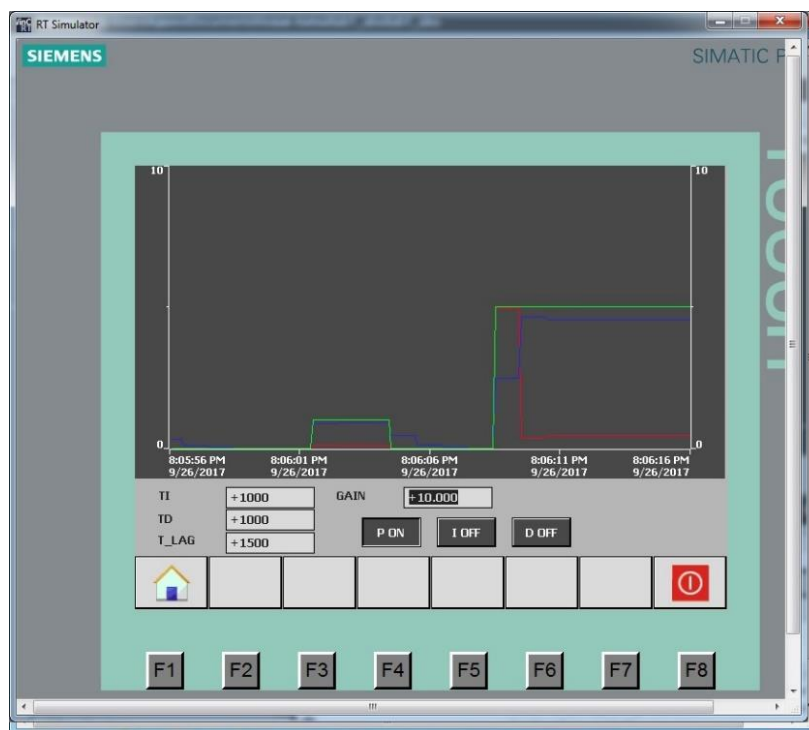 RT Simulator
SIEMENS
SIMATIC P
10 10
0 0
8:05:56 PM 8:06:01 PM 8:06:06 PM 8:06:11 PM 8:06:16 PM
9/26/2017 9/26/2017 9/26/2017 9/26/2017 9/26/2017
TI +1000 GAIN +10.000
TD +1000
P ON I OFF D OFF
T_LAG +1500
F1 F2 F3 F4 F5 F6 F7 F8